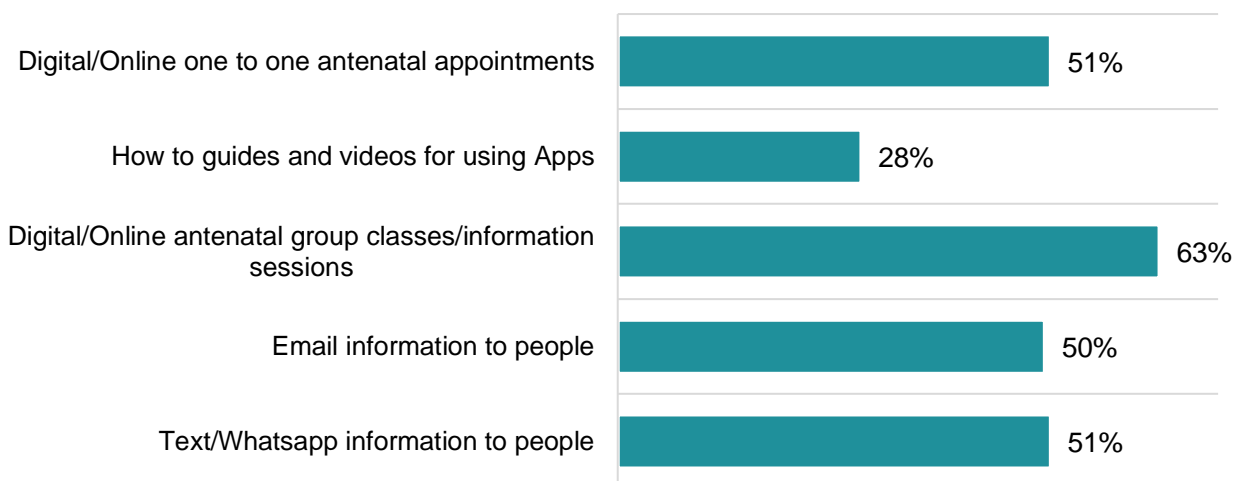 Digital/Online one to one antenatal appointments
51%
How to guides and videos for using Apps
28%
Digital/Online antenatal group classes/information
sessions
63%
Email information to people
50%
Text/Whatsapp information to people
51%